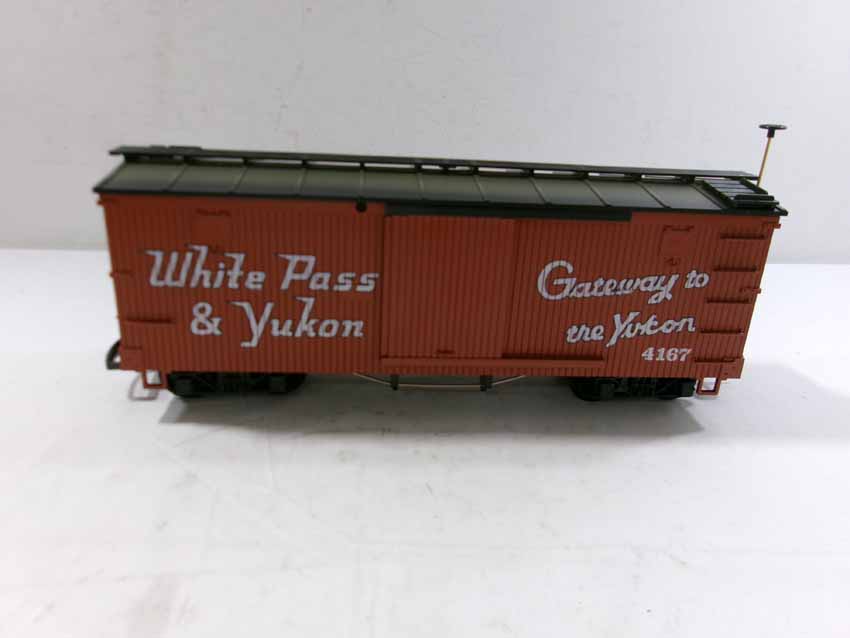 White Pass
& Yukon
Gateway to
the Yukon
4167